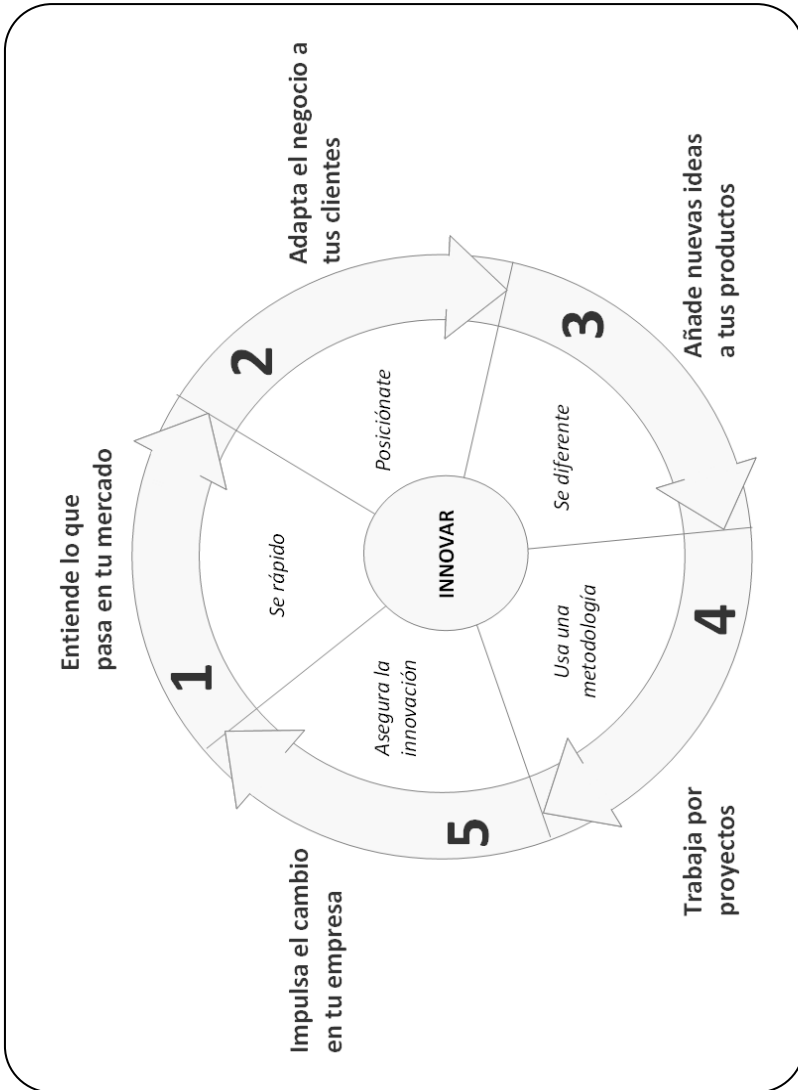 Entiende lo que
pasa en tu mercado
1
Se rápido
Adapta el negocio a
tus clientes
2
Posiciónate
Añade nuevas ideas
a tus productos
3
Se diferente
Trabaja por
proyectos
4
Usa una
metodología
Impulsa el cambio
en tu empresa
5
Asegura la
innovación
INNOVAR